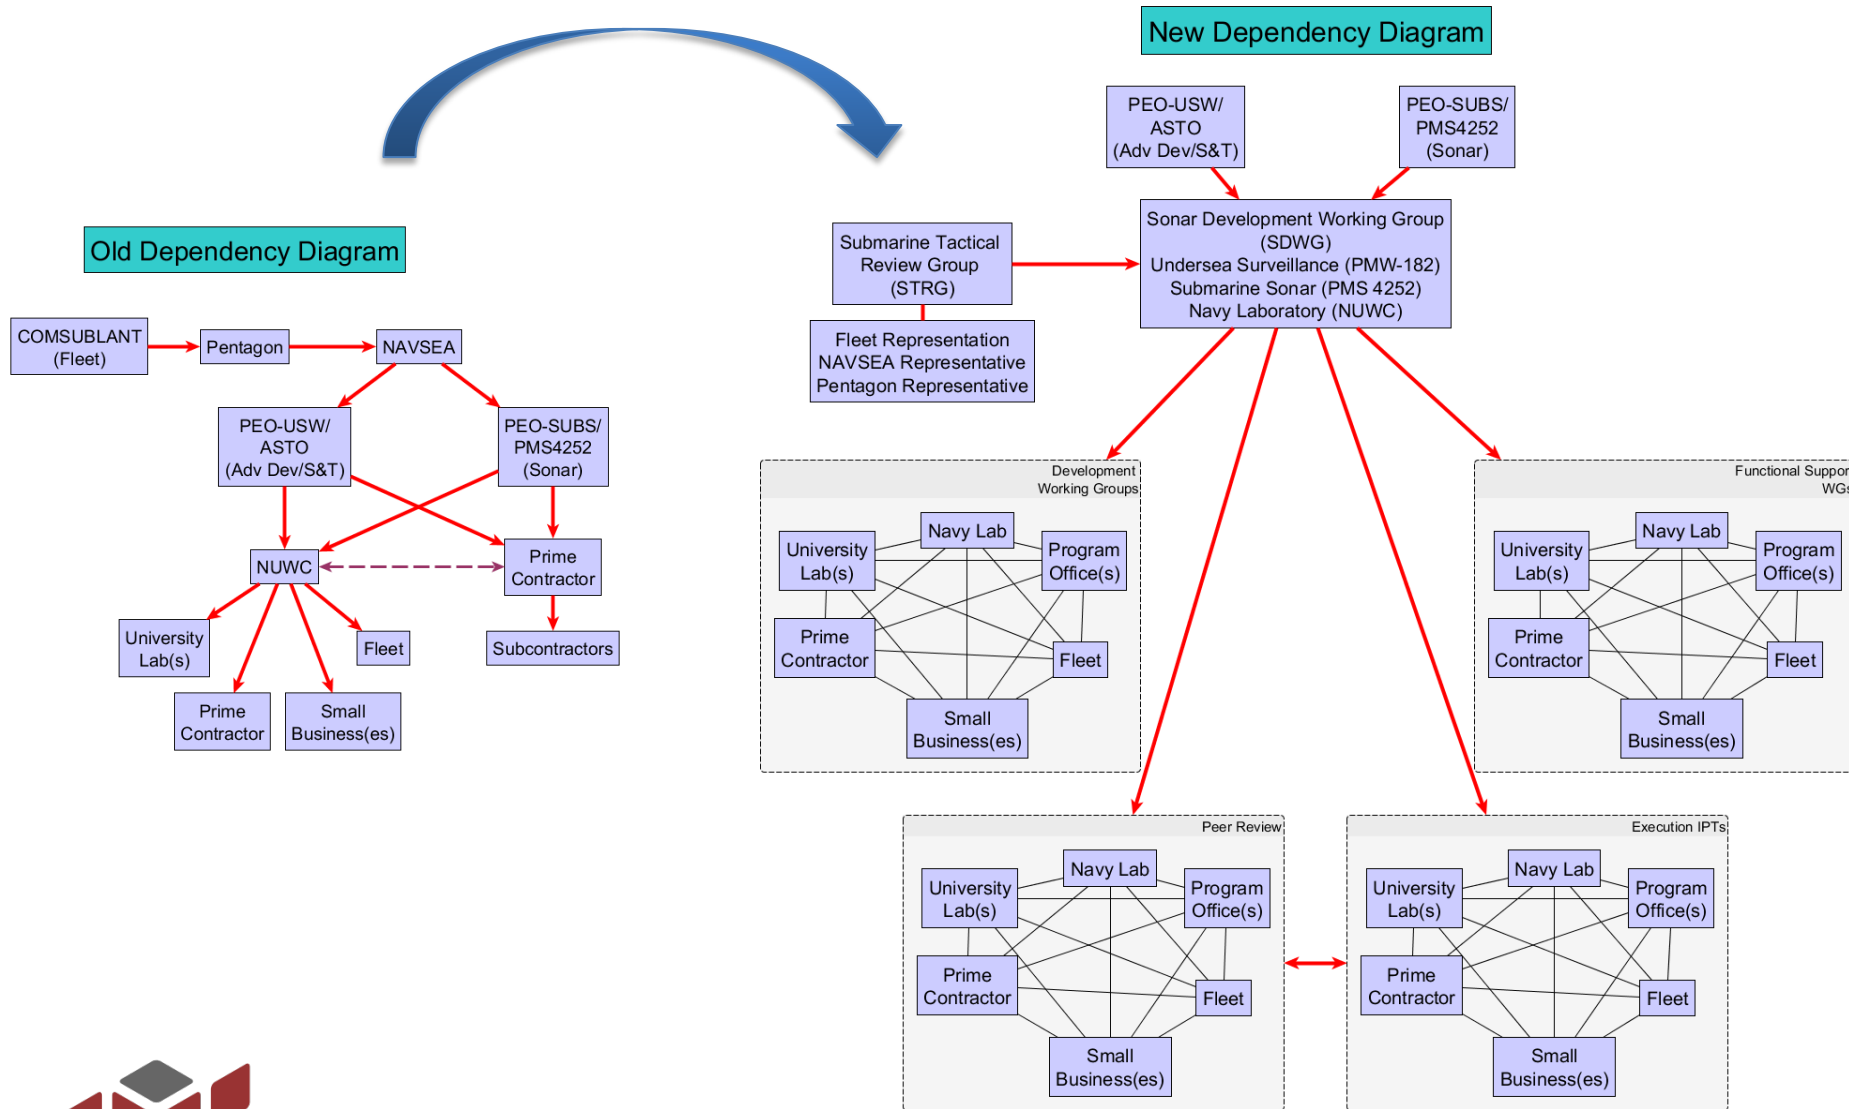 New Dependency Diagram
PEO-USW/
ASTO
(Adv Dev/S&T)
PEO-SUBS/
PMS4252
(Sonar)
Sonar Development Working Group
(SDWG)
Undersea Surveillance (PMW-182)
Submarine Sonar (PMS 4252)
Navy Laboratory (NUWC)
Submarine Tactical
Review Group
(STRG)
Fleet Representation
NAVSEA Representative
Pentagon Representative
Old Dependency Diagram
COMSUBLANT
(Fleet)
Pentagon
NAVSEA
PEO-USW/
ASTO
(Adv Dev/S&T)
PEO-SUBS/
PMS4252
(Sonar)
NUWC
Prime
Contractor
University
Lab(s)
Fleet
Subcontractors
Prime
Contractor
Small
Business(es)
Development
Working Groups
Navy Lab
University
Lab(s)
Program
Office(s)
Prime
Contractor
Fleet
Small
Business(es)
Functional Suppor
WGs
Navy Lab
University
Lab(s)
Program
Office(s)
Prime
Contractor
Fleet
Small
Business(es)
Peer Review
Navy Lab
University
Lab(s)
Program
Office(s)
Prime
Contractor
Fleet
Small
Business(es)
Execution IPTs
Navy Lab
University
Lab(s)
Program
Office(s)
Prime
Contractor
Fleet
Small
Business(es)